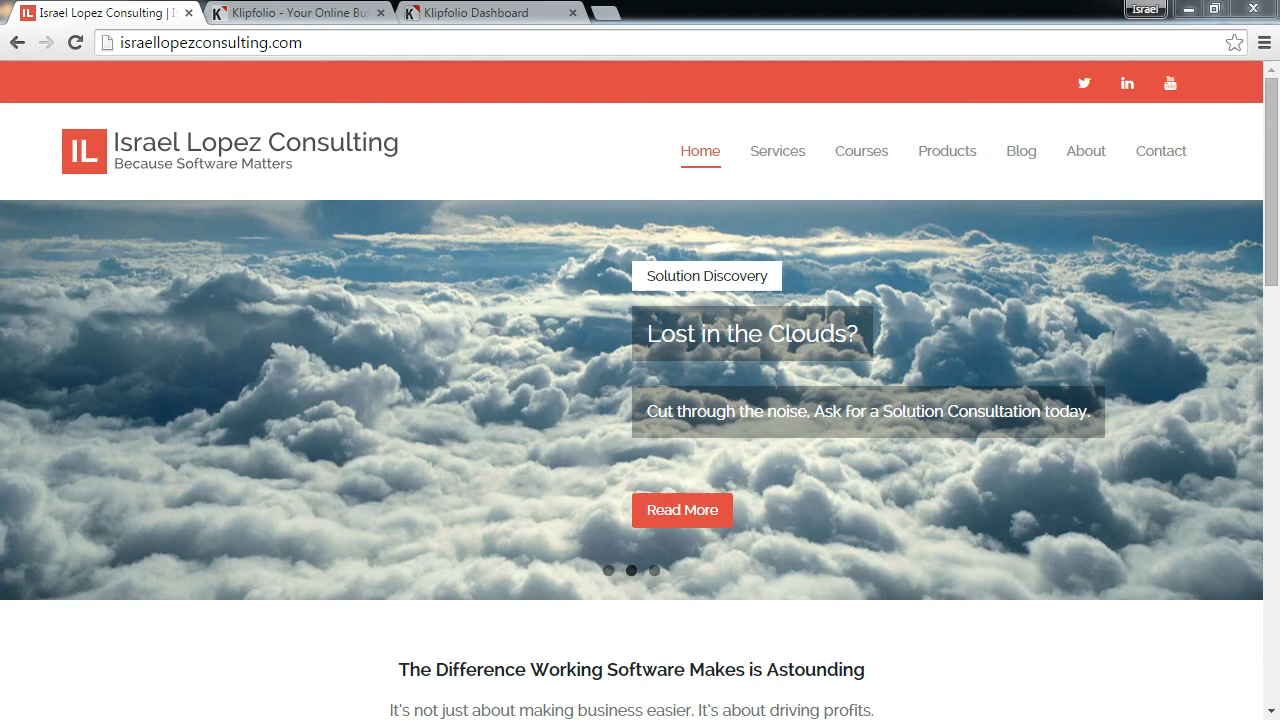 Israel Lopez Consulting | Is
Klipfolio - Your Online Bus
Klipfolio Dashboard
Israel
israellopezconsulting.com
IL
Israel Lopez Consulting
Because Software Matters
Home
Services
Courses
Products
Blog
About
Contact
Solution Discovery
Lost in the Clouds?
Cut through the noise, Ask for a Solution Consultation today.
Read More
The Difference Working Software Makes is Astounding
It's not just about making business easier. It's about driving profits.